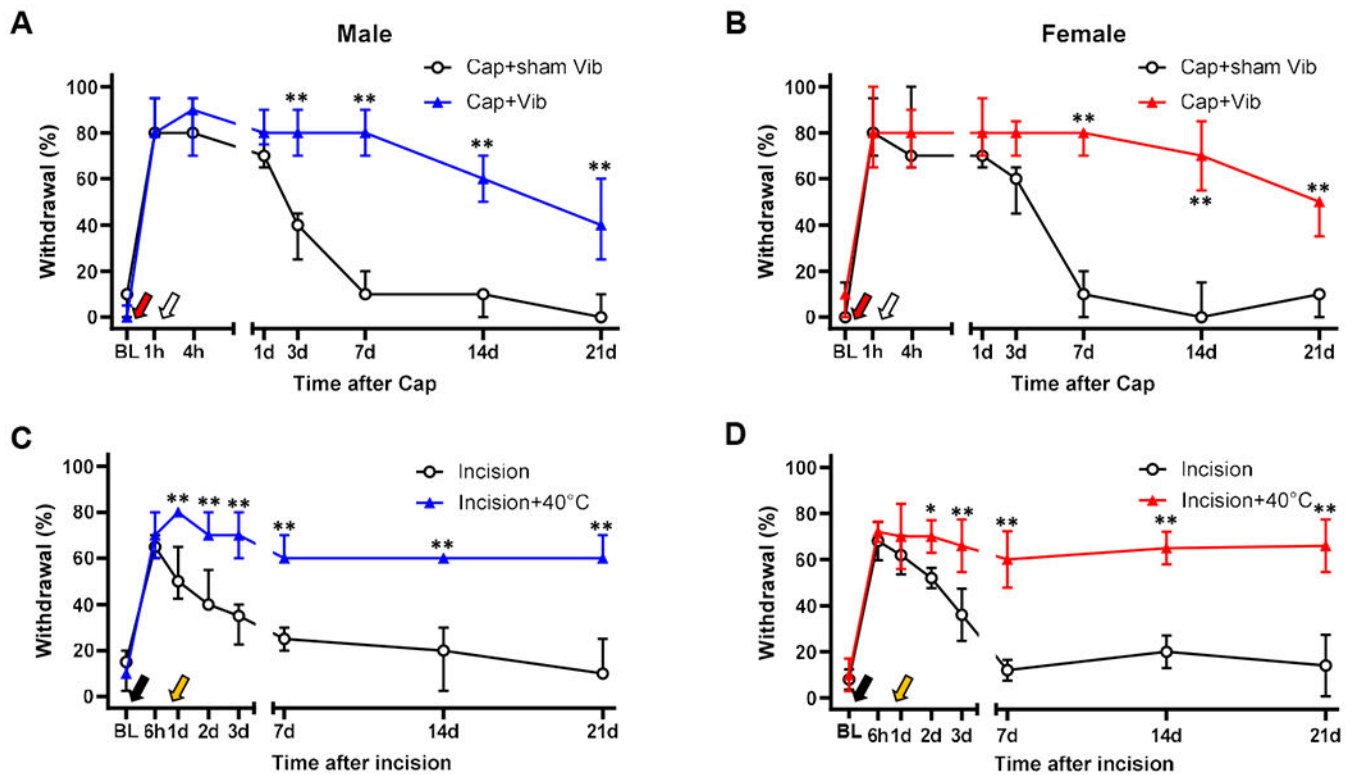 A
Male
Cap+sham Vib
Cap+Vib
Withdrawal (%)
100
80
60
40
20
0
** ** ** **
BL 1h 4h 1d 3d 7d 14d 21d
Time after Cap
B
Female
Cap+sham Vib
Cap+Vib
Withdrawal (%)
100
80
60
40
20
0
** ** **
BL 1h 4h 1d 3d 7d 14d 21d
Time after Cap
C
Incision
Incision+40°C
Withdrawal (%)
100
80
60
40
20
0
** ** ** ** ** **
BL 6h 1d 2d 3d 7d 14d 21d
Time after incision
D
Incision
Incision+40°C
Withdrawal (%)
100
80
60
40
20
0
* ** ** ** **
BL 6h 1d 2d 3d 7d 14d 21d
Time after incision